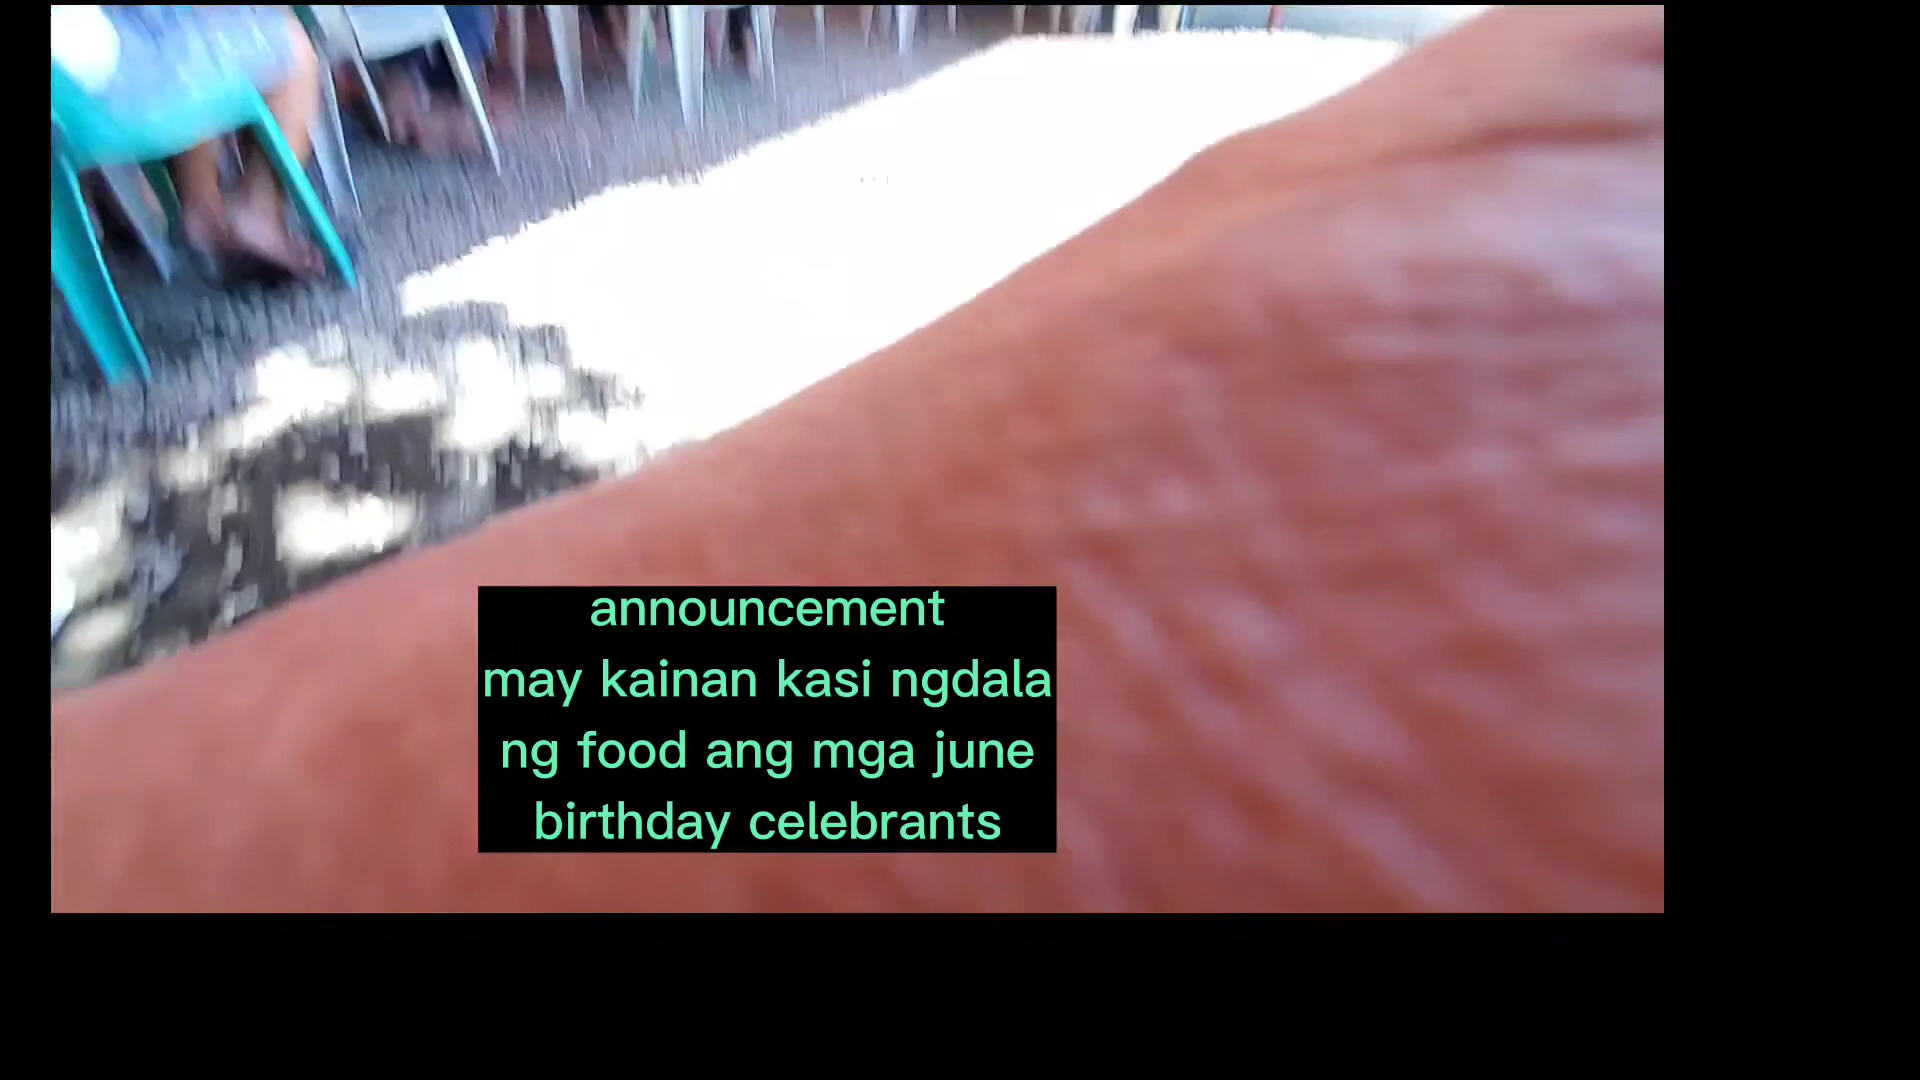 announcement
may kainan kasi ngdala
ng food ang mga june
birthday celebrants